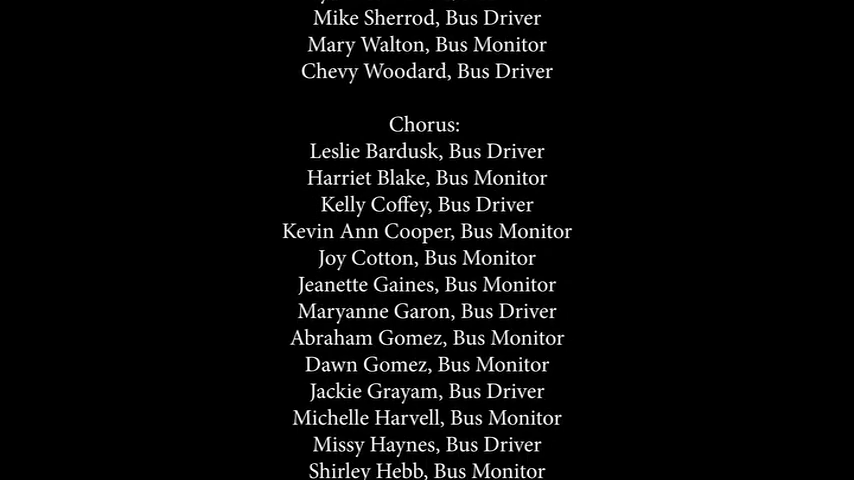 Mike Sherrod, Bus Driver
Mary Walton, Bus Monitor
Chevy Woodard, Bus Driver
Chorus:
Leslie Bardusk, Bus Driver
Harriet Blake, Bus Monitor
Kelly Coffey, Bus Driver
Kevin Ann Cooper, Bus Monitor
Joy Cotton, Bus Monitor
Jeanette Gaines, Bus Monitor
Maryanne Garon, Bus Driver
Abraham Gomez, Bus Monitor
Dawn Gomez, Bus Monitor
Jackie Grayam, Bus Driver
Michelle Harvell, Bus Monitor
Missy Haynes, Bus Driver
Shirley Hebb, Bus Monitor